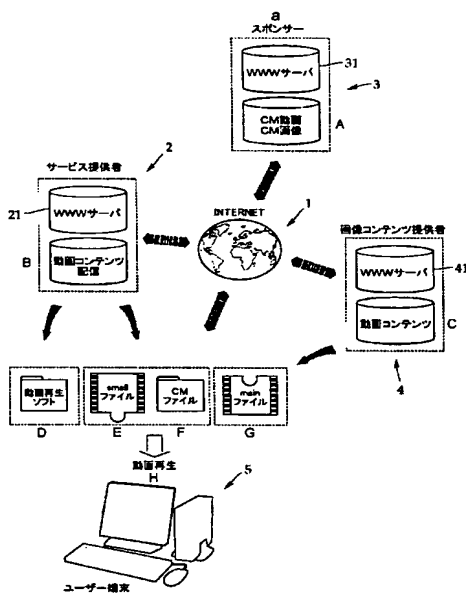 a
スポンサー
31
WWWサーバ
3
CM動画
CM画像
A
サービス提供者
2
21
WWWサーバ
B
動画コンテンツ
配信
INTERNET
1
画像コンテンツ提供者
WWWサーバ
41
動画コンテンツ
C
4
動画再生
ソフト
small
ファイル
CM
ファイル
main
ファイル
D
E
F
G
動画再生
H
5
ユーザー端末